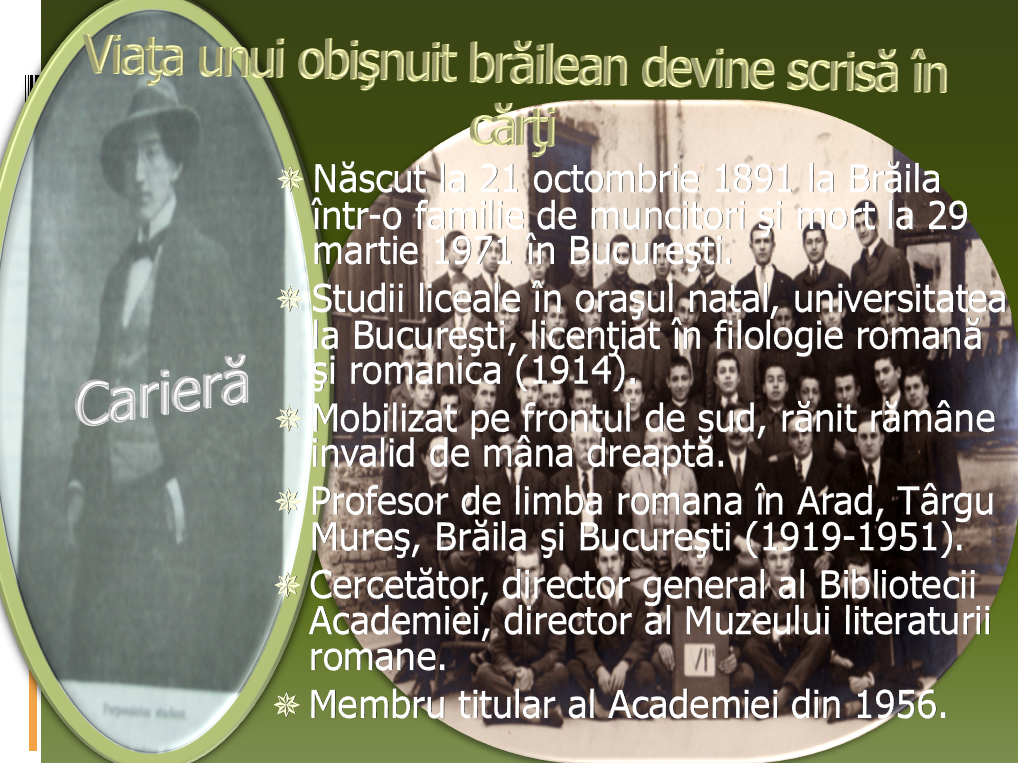 Viaţa unui obişnuit brăilean devine scrisă în
cărţi
Născut la 21 octombrie 1891 la Brăila
într-o familie de muncitori şi mort la 29
martie 1971 în Bucureşti.
Studii liceale în oraşul natal, universitatea
la Bucureşti, licenţiat în filologie romană
şi romanica (1914).
Mobilizat pe frontul de sud, rănit rămâne
invalid de mâna dreaptă.
Profesor de limba romana în Arad, Târgu
Mureş, Brăila şi Bucureşti (1919-1951).
Cercetător, director general al Bibliotecii
Academiei, director al Muzeului literaturii
romane.
Membru titular al Academiei din 1956.
Carieră
student.